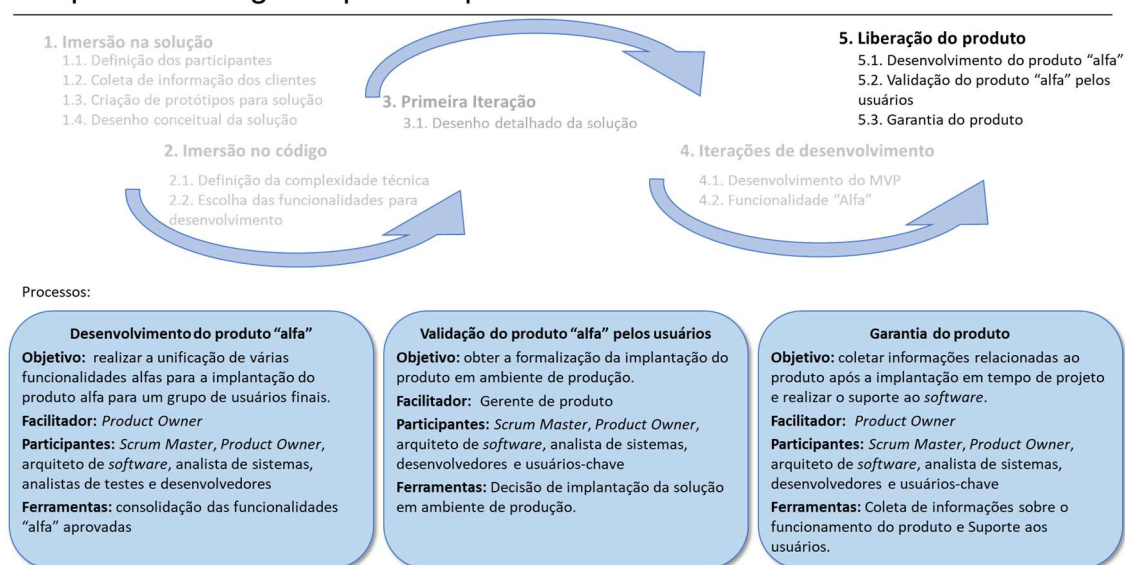 1. Imersão na solução
1.1. Definição dos participantes
1.2. Coleta de informação dos clientes
1.3. Criação de protótipos para solução
1.4. Desenho conceitual da solução
2. Imersão no código
2.1. Definição da complexidade técnica
2.2. Escolha das funcionalidades para
desenvolvimento
3. Primeira Iteração
3.1. Desenho detalhado da solução
4. Iterações de desenvolvimento
4.1. Desenvolvimento do MVP
4.2. Funcionalidade “Alfa”
5. Liberação do produto
5.1. Desenvolvimento do produto “alfa”
5.2. Validação do produto “alfa” pelos
usuários
5.3. Garantia do produto
Processos:
Desenvolvimento do produto “alfa”
Objetivo: realizar a unificação de várias
funcionalidades alfas para a implantação do
produto alfa para um grupo de usuários finais.
Facilitador: Product Owner
Participantes: Scrum Master, Product Owner,
arquiteto de software, analista de sistemas,
analistas de testes e desenvolvedores
Ferramentas: consolidação das funcionalidades
“alfa” aprovadas
Validação do produto “alfa” pelos usuários
Objetivo: obter a formalização da implantação do
produto em ambiente de produção.
Facilitador: Gerente de produto
Participantes: Scrum Master, Product Owner,
arquiteto de software, analista de sistemas,
desenvolvedores e usuários-chave
Ferramentas: Decisão de implantação da solução
em ambiente de produção.
Garantia do produto
Objetivo: coletar informações relacionadas ao
produto após a implantação em tempo de projeto
e realizar o suporte ao software.
Facilitador: Product Owner
Participantes: Scrum Master, Product Owner,
arquiteto de software, analista de sistemas,
desenvolvedores e usuários-chave
Ferramentas: Coleta de informações sobre o
funcionamento do produto e Suporte aos
usuários.